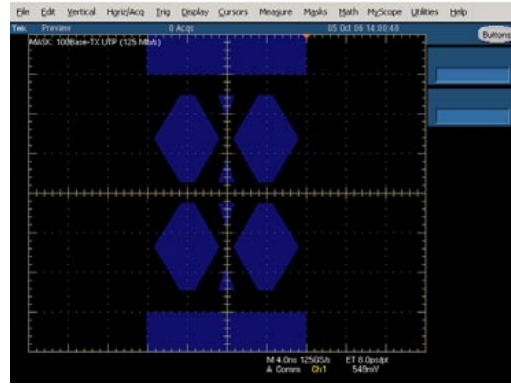 File Edit Vertical Horiz/Acq Trig Display Cursors Measure Masks Math MyScope Utilities Help
Tek Preview 0 Acqs 05 Oct 06 14:00:40
Buttons
MASK: 100Base-TX UTP (125 Mb/s)
M 4.0ns 125GS/s ET 8.0ps/pt
A Comm Ch1 548mV